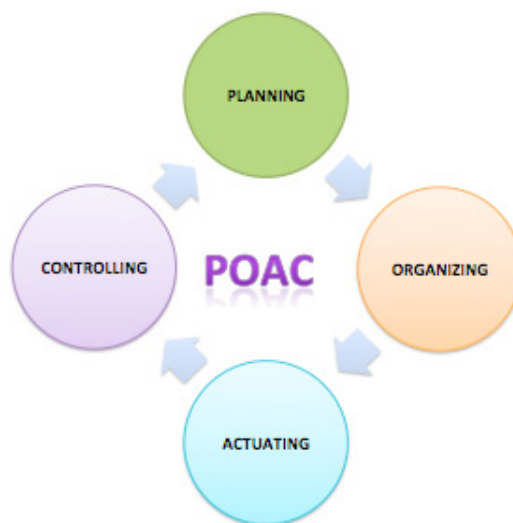 PLANNING
CONTROLLING
POAC
ORGANIZING
ACTUATING